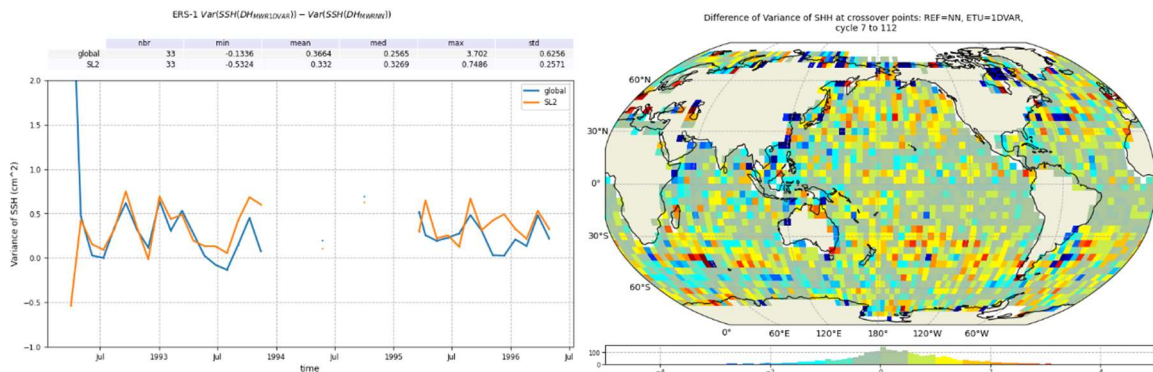 ERS-1 Var(SSH(DH_MWR1DVAR)) − Var(SSH(DH_MWRNN))
nbr min mean med max std
global 33 -0.1336 0.3664 0.2565 3.702 0.6256
SL2 33 -0.5324 0.332 0.3269 0.7486 0.2571
2.0
1.5
1.0
0.5
0.0
−0.5
−1.0
Variance of SSH (cm^2)
global
SL2
Jul 1993 Jul 1994 Jul 1995 Jul 1996 Jul
time
Difference of Variance of SHH at crossover points: REF=NN, ETU=1DVAR,
cycle 7 to 112
60°N
30°N
0°
30°S
60°S
0° 60°E 120°E 180° 120°W 60°W
100
0
−4 −2 0 2 4